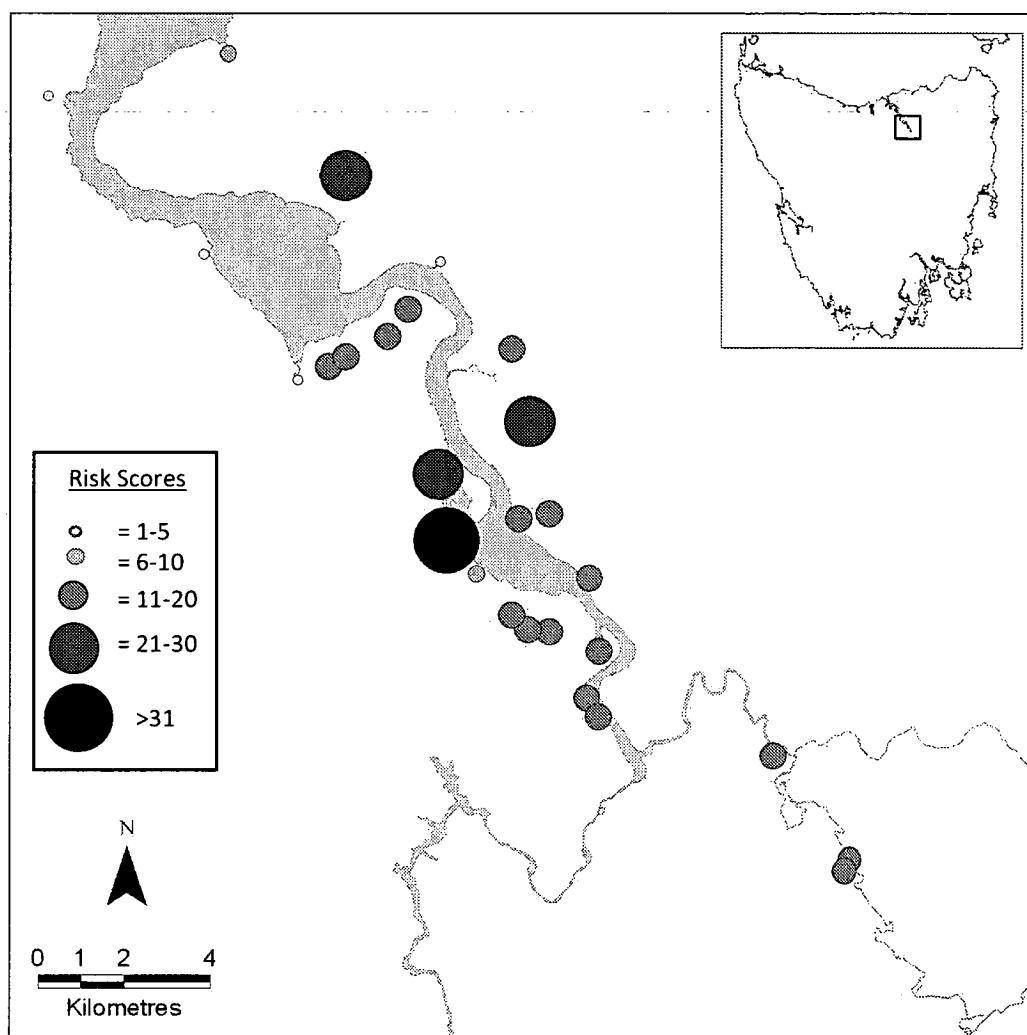 Risk Scores
= 1-5
= 6-10
= 11-20
= 21-30
>31
N
0 1 2 4
Kilometres